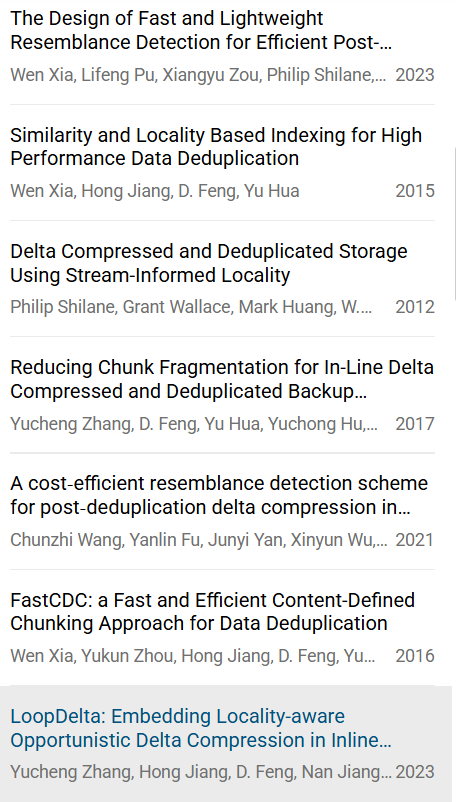 The Design of Fast and Lightweight
Resemblance Detection for Efficient Post-...
Wen Xia, Lifeng Pu, Xiangyu Zou, Philip Shilane,... 2023
Similarity and Locality Based Indexing for High
Performance Data Deduplication
Wen Xia, Hong Jiang, D. Feng, Yu Hua 2015
Delta Compressed and Deduplicated Storage
Using Stream-Informed Locality
Philip Shilane, Grant Wallace, Mark Huang, W.... 2012
Reducing Chunk Fragmentation for In-Line Delta
Compressed and Deduplicated Backup...
Yucheng Zhang, D. Feng, Yu Hua, Yuchong Hu,... 2017
A cost-efficient resemblance detection scheme
for post-deduplication delta compression in...
Chunzhi Wang, Yanlin Fu, Junyi Yan, Xinyun Wu,... 2021
FastCDC: a Fast and Efficient Content-Defined
Chunking Approach for Data Deduplication
Wen Xia, Yukun Zhou, Hong Jiang, D. Feng, Yu... 2016
LoopDelta: Embedding Locality-aware
Opportunistic Delta Compression in Inline...
Yucheng Zhang, Hong Jiang, D. Feng, Nan Jiang... 2023